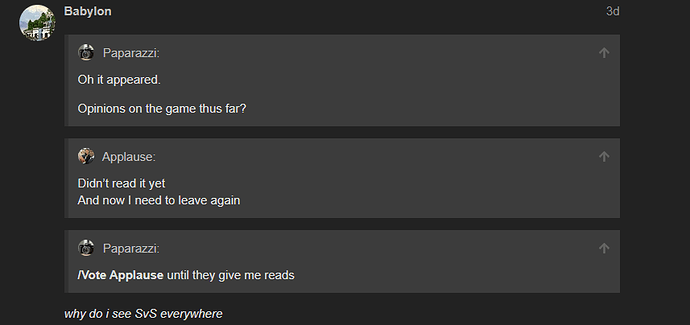 Babylon 3d
Paparazzi:
Oh it appeared.
Opinions on the game thus far?
Applause:
Didn't read it yet
And now I need to leave again
Paparazzi:
/Vote Applause until they give me reads
why do i see SvS everywhere